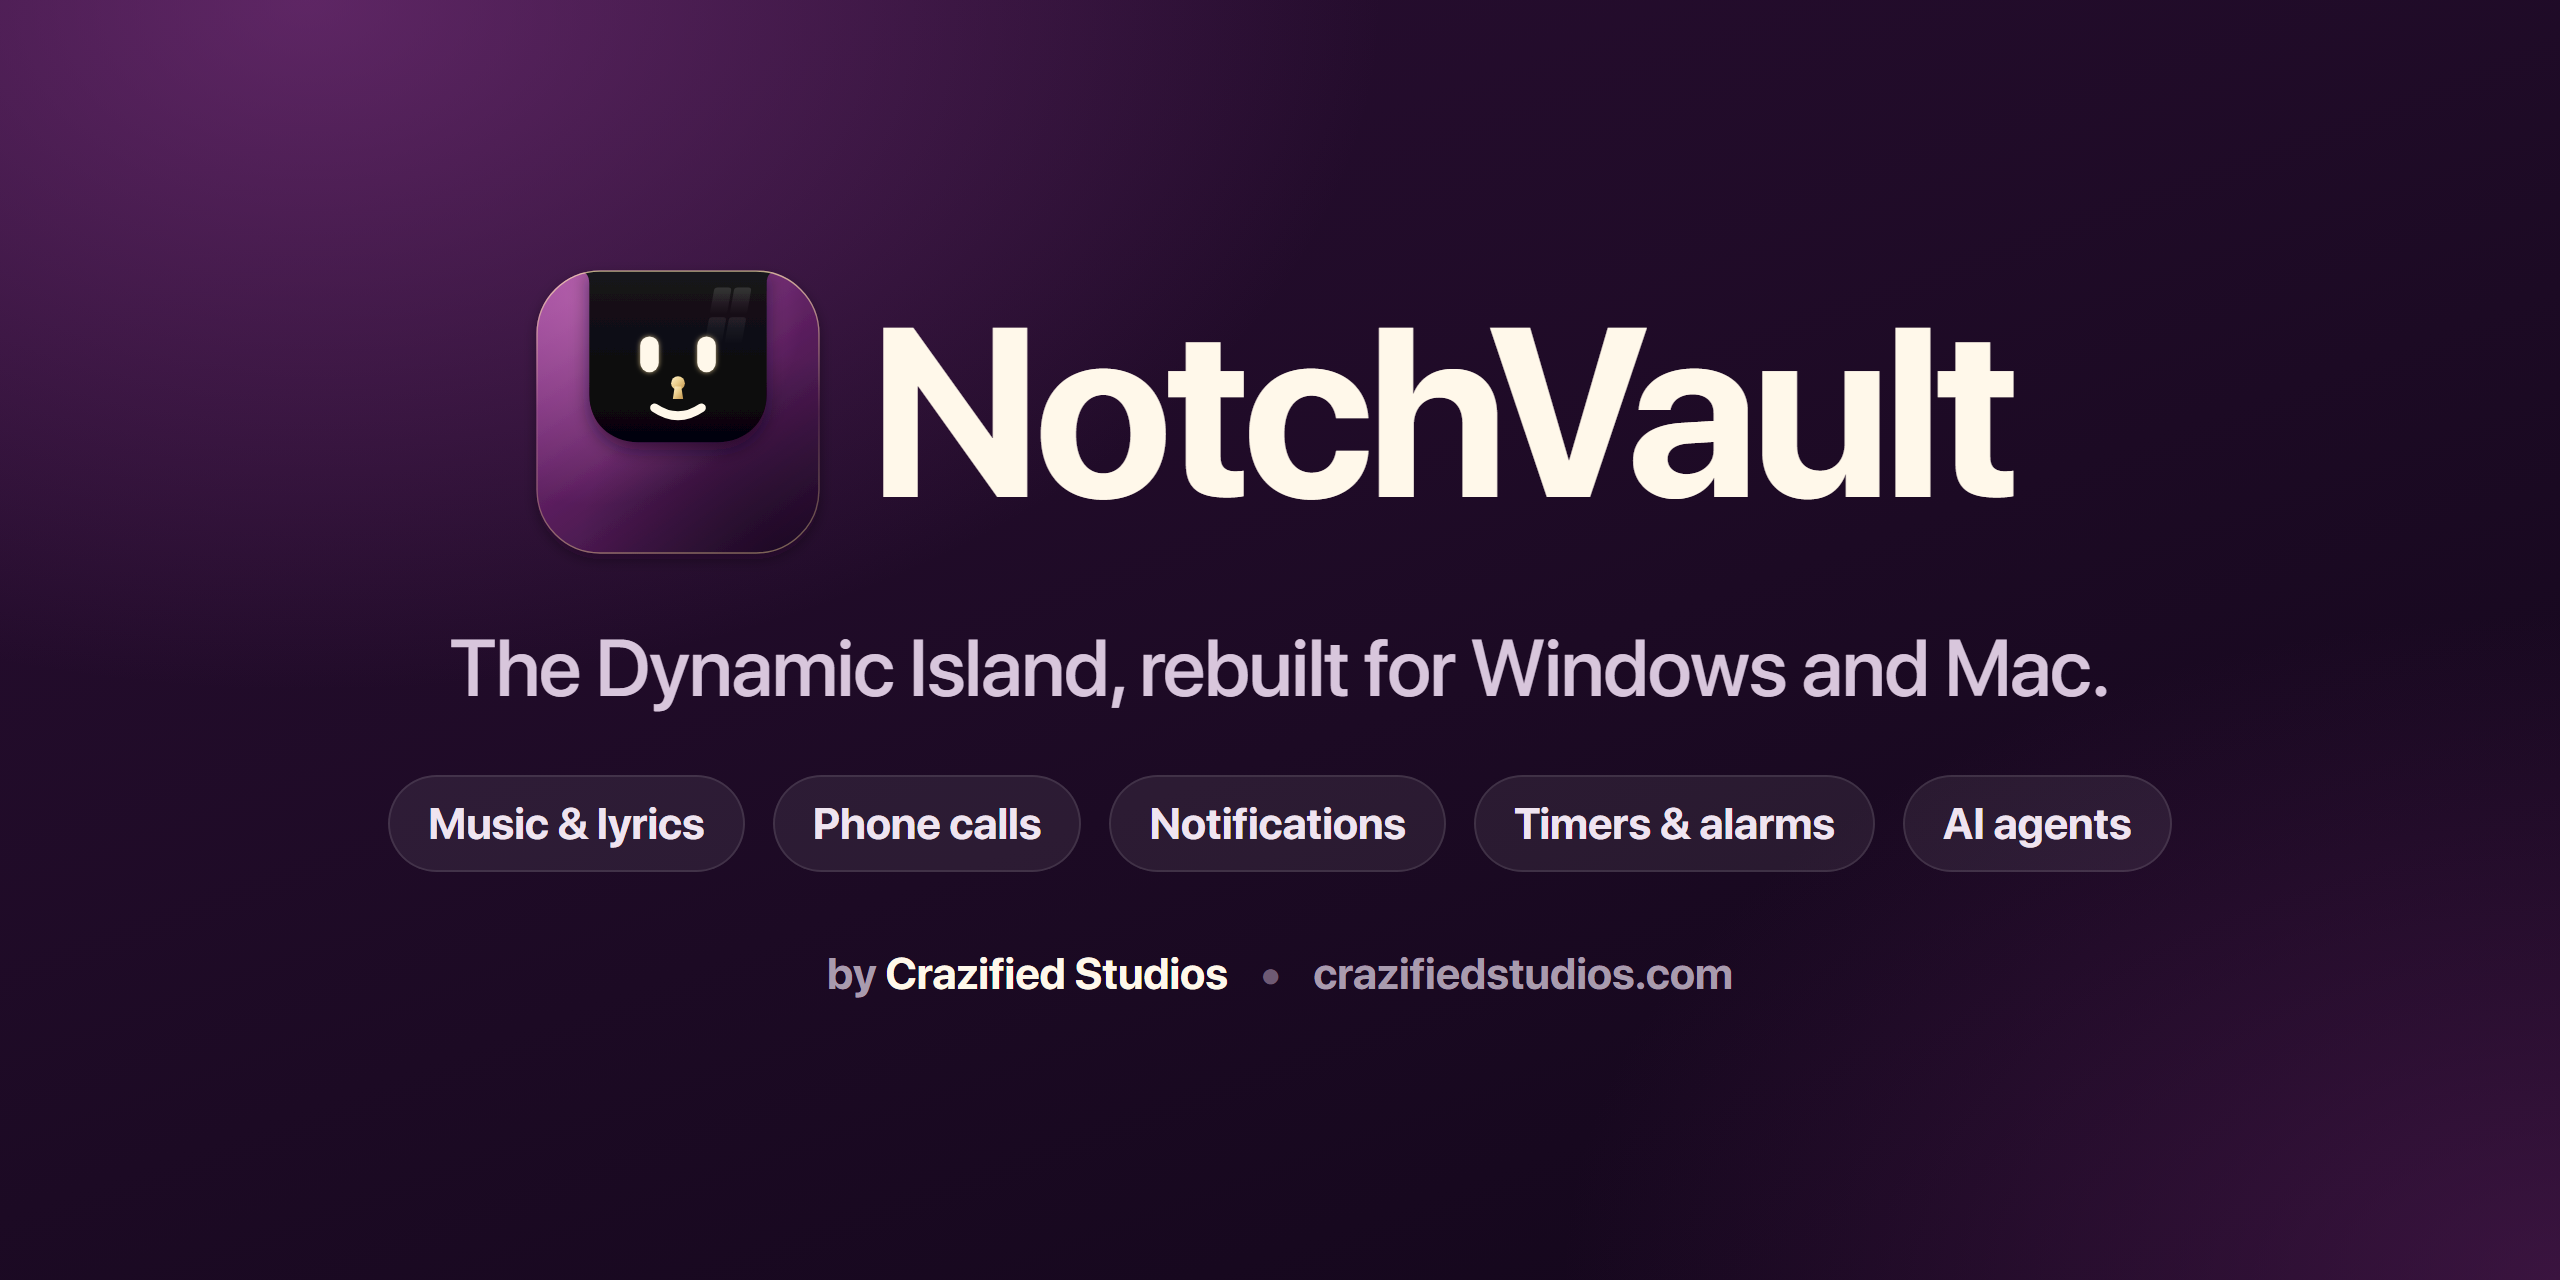 NotchVault
The Dynamic Island, rebuilt for Windows and Mac.
Music & lyrics
Phone calls
Notifications
Timers & alarms
AI agents
by Crazified Studios • crazifiedstudios.com